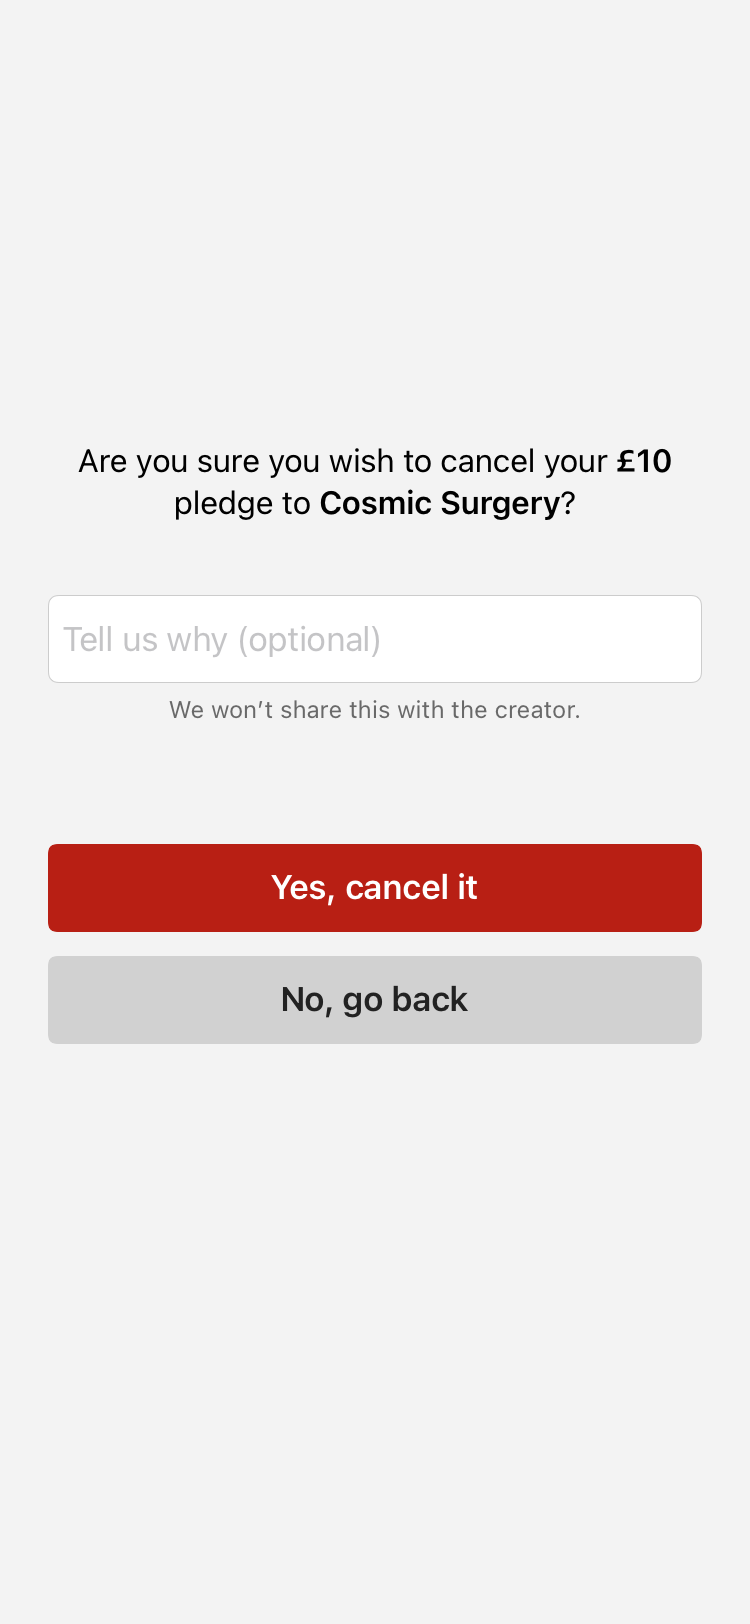 Are you sure you wish to cancel your £10
pledge to Cosmic Surgery?
Tell us why (optional)
We won’t share this with the creator.
Yes, cancel it
No, go back